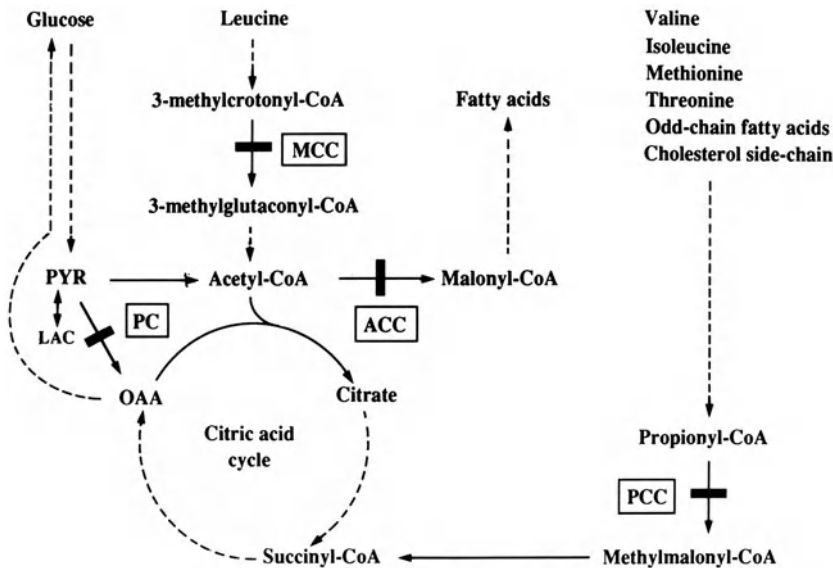 Glucose
Leucine
Valine
Isoleucine
Methionine
Threonine
Odd-chain fatty acids
Cholesterol side-chain
3-methylcrotonyl-CoA
Fatty acids
MCC
3-methylglutaconyl-CoA
PYR
Acetyl-CoA
Malonyl-CoA
PC
ACC
LAC
OAA
Citrate
Citric acid
cycle
Propionyl-CoA
PCC
Succinyl-CoA
Methylmalonyl-CoA